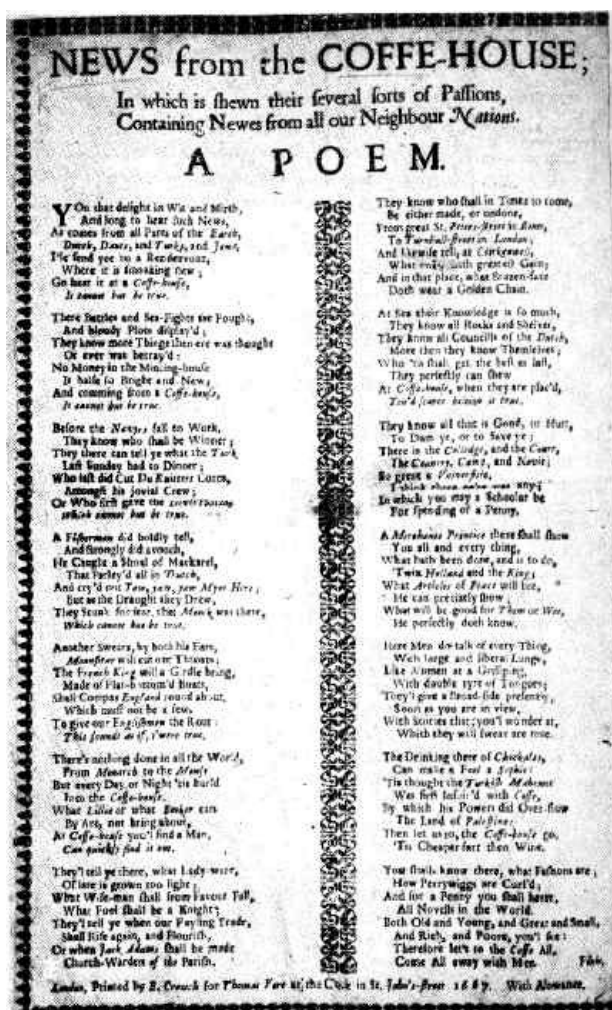 NEWS from the COFFE-HOUSE;
In which is shewn their several sorts of Passions,
Containing Newes from all our Neighbour Nations.
A POEM.
YOu that delight in Wit and Mirth,
And long to hear such News,
As comes from all Parts of the Earth,
Dutch, Danes, and Turks, and Jews,
I'le send yee to a Rendezvouz,
Where it is smoaking new;
Go hear it at a Coffe-house,
It cannot but be true.
There Battles and Sea-Fights are Fought,
And bloudy Plots display'd;
They know more Things then ere was thought
Or ever was betray'd:
No Money in the Minting-house
Is halfe so Bright and New;
And comming from a Coffe-house,
It cannot but be true.
Before the Navyes fall to Work,
They know who shall be Winner;
They there can tell ye what the Turk
Last Sunday had to Dinner;
Who last did Cut Du Ruiters Cornes,
Amongst his jovial Crew;
Or Who first gave the
Which cannot but be true.
A Fisherman did boldly tell,
And strongly did avouch,
He Caught a Shoal of Mackarel,
That Parley'd all in Dutch,
And cry'd out Yaw, yaw, yaw Myne Here;
But as the Draught they Drew,
They Stunk for fear, that Monk was there,
Which cannot but be true.
Another Swears, by both his Ears,
Mounsieur will cut our Throats;
The French King will a Girdle bring,
Made of Flat-bottom'd Boats,
Shall Compas England round about,
Which must not be a few,
To give our Englishmen the Rout:
This sounds as if, 'twere true.
There's nothing done in all the World,
From Monarch to the Mouse
But every Day or Night 'tis hurld
Into the Coffe-house.
What Lillie or what Booker can
By Art, not bring about,
At Coffe-house you'l find a Man,
Can quickly find it out.
They'l tell ye there, what Lady-ware,
Of late is grown too light;
What Wise-man shall from Favour Fall,
What Fool shall be a Knight;
They'l tell ye when our Fayling Trade,
Shall Rise again, and Flourish,
Or when Jack Adams shall be made
Church-Warden of the Parish.
They know who shall in Times to come,
Be either made, or undone,
From great St. Peters-street in Rome,
To Turnbull-street in London;
And likewise tell, at Clerkenwell,
What hath greatest Gain;
And in that place, what Brazen-face
Doth wear a Golden Chain.
At Sea their Knowledge is so much,
They know all Rocks and Shelves,
They know all Councills of the Dutch,
More then they know Themselves;
Who 'tis shall get the best at last,
They perfectly can shew
At Coffe-house, when they are plac'd,
You'd scarce believe it true.
They know all that is Good, or Hurt,
To Dam ye, or to Save ye;
There is the Colledge, and the Court,
The Country, Camp, and Navie;
So great a Universitie,
I think there ne're was any;
In which you may a Schoolar be
For spending of a Penny.
A Merchants Prentice there shall show
You all and every thing,
What hath been done, and is to do,
'Twix Holland and the King;
What Articles of Peace will bee,
He can precisely show;
What will be good for Them or Wee,
He perfectly doth know.
Here Men do talk of every Thing,
With large and liberal Lungs,
Like Women at a Gossiping,
With double tyre of Tongues;
They'l give a Broad-side presently,
Soon as you are in view,
With Stories that, you'l wonder at,
Which they will swear are true.
The Drinking there of Chockalat,
Can make a Fool a Sophie:
'Tis thought the Turkish Mahomet
Was first Inspir'd with Coffe,
By which his Powers did Over-flow
The Land of Palestine:
Then let us to, the Coffe-house go,
'Tis Cheaper farr then Wine.
You shall know there, what Fashions are;
How Perrywiggs are Curl'd;
And for a Penny you shall heare,
All Novells in the World.
Both Old and Young, and Great and Small,
And Rich, and Poore, you'l see:
Therefore let's to the Coffe All,
Come All away with Mee. Finis.
London, Printed by E. Crowch for Thomas Vere at the Cock in St. John's-street 1667. With Alowance.